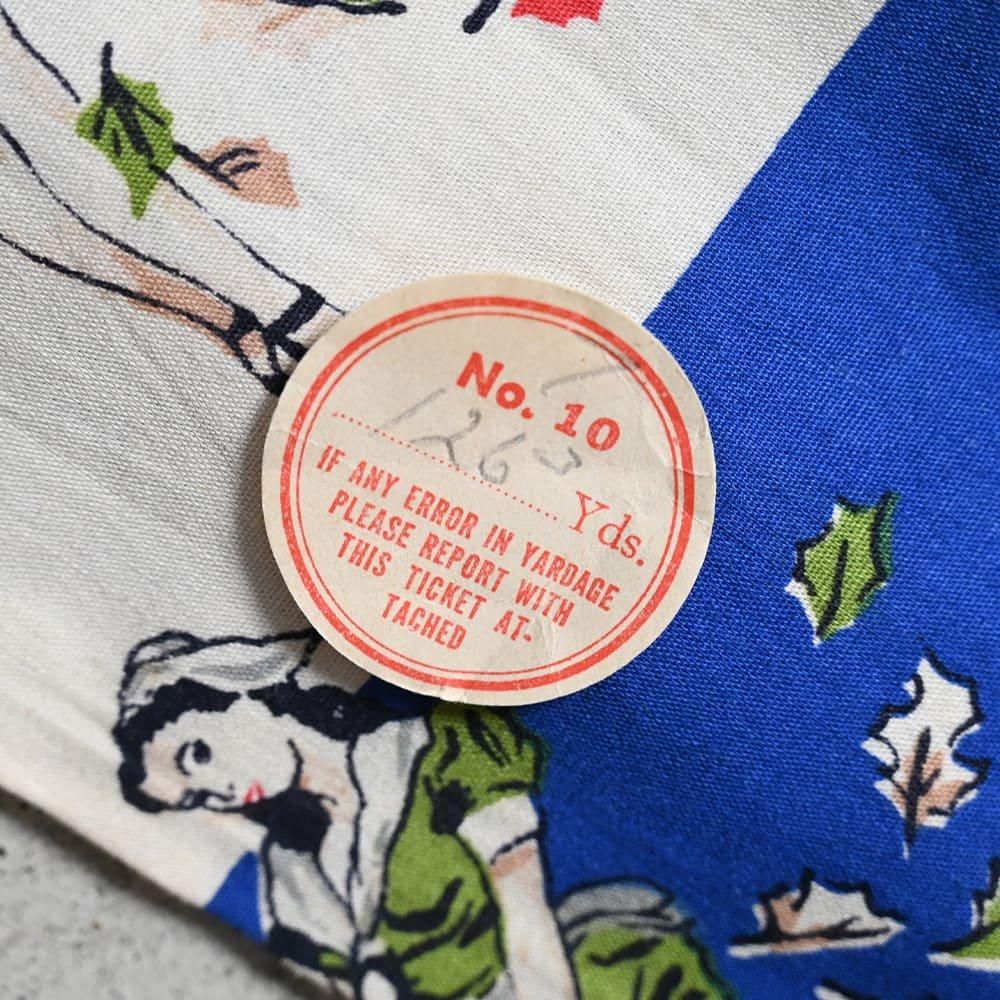 No. 10
Yds.
IF ANY ERROR IN YARDAGE
PLEASE REPORT WITH
THIS TICKET AT-
TACHED